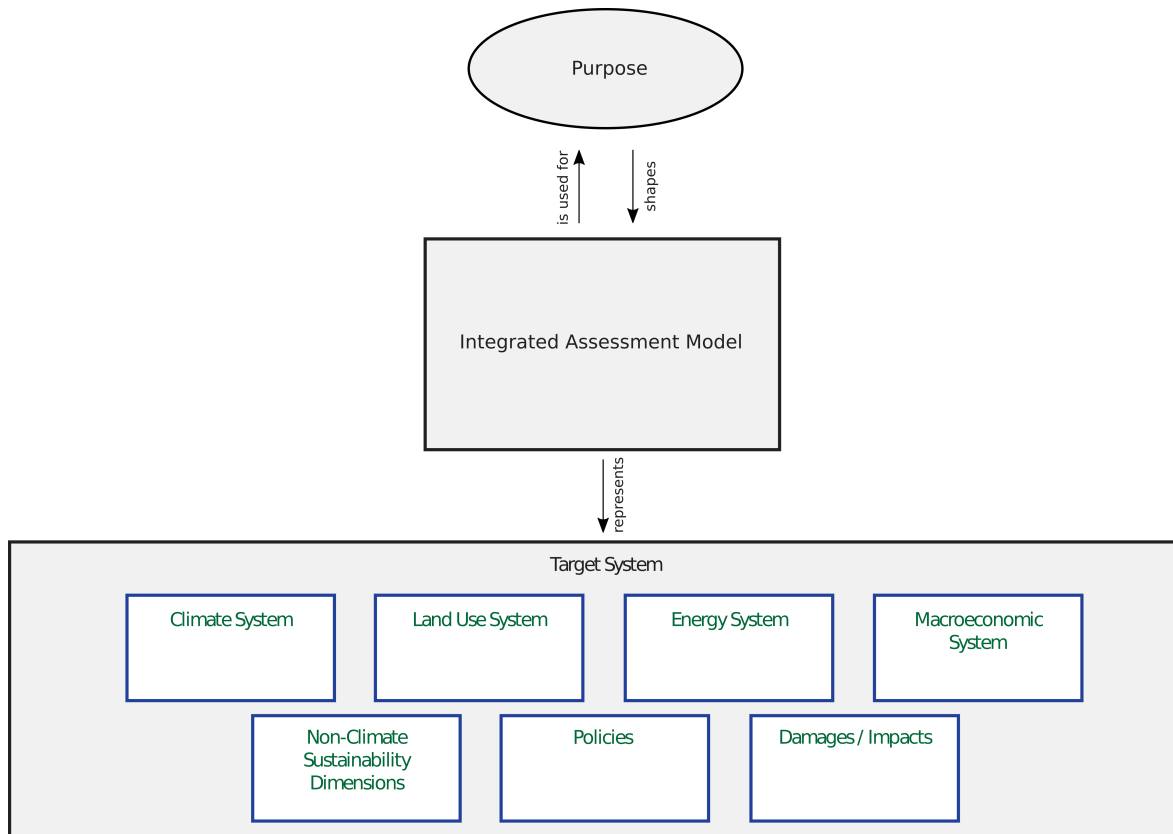 Purpose
is used for
shapes
Integrated Assessment Model
represents
Target System
Climate System
Land Use System
Energy System
Macroeconomic
System
Non-Climate
Sustainability
Dimensions
Policies
Damages / Impacts